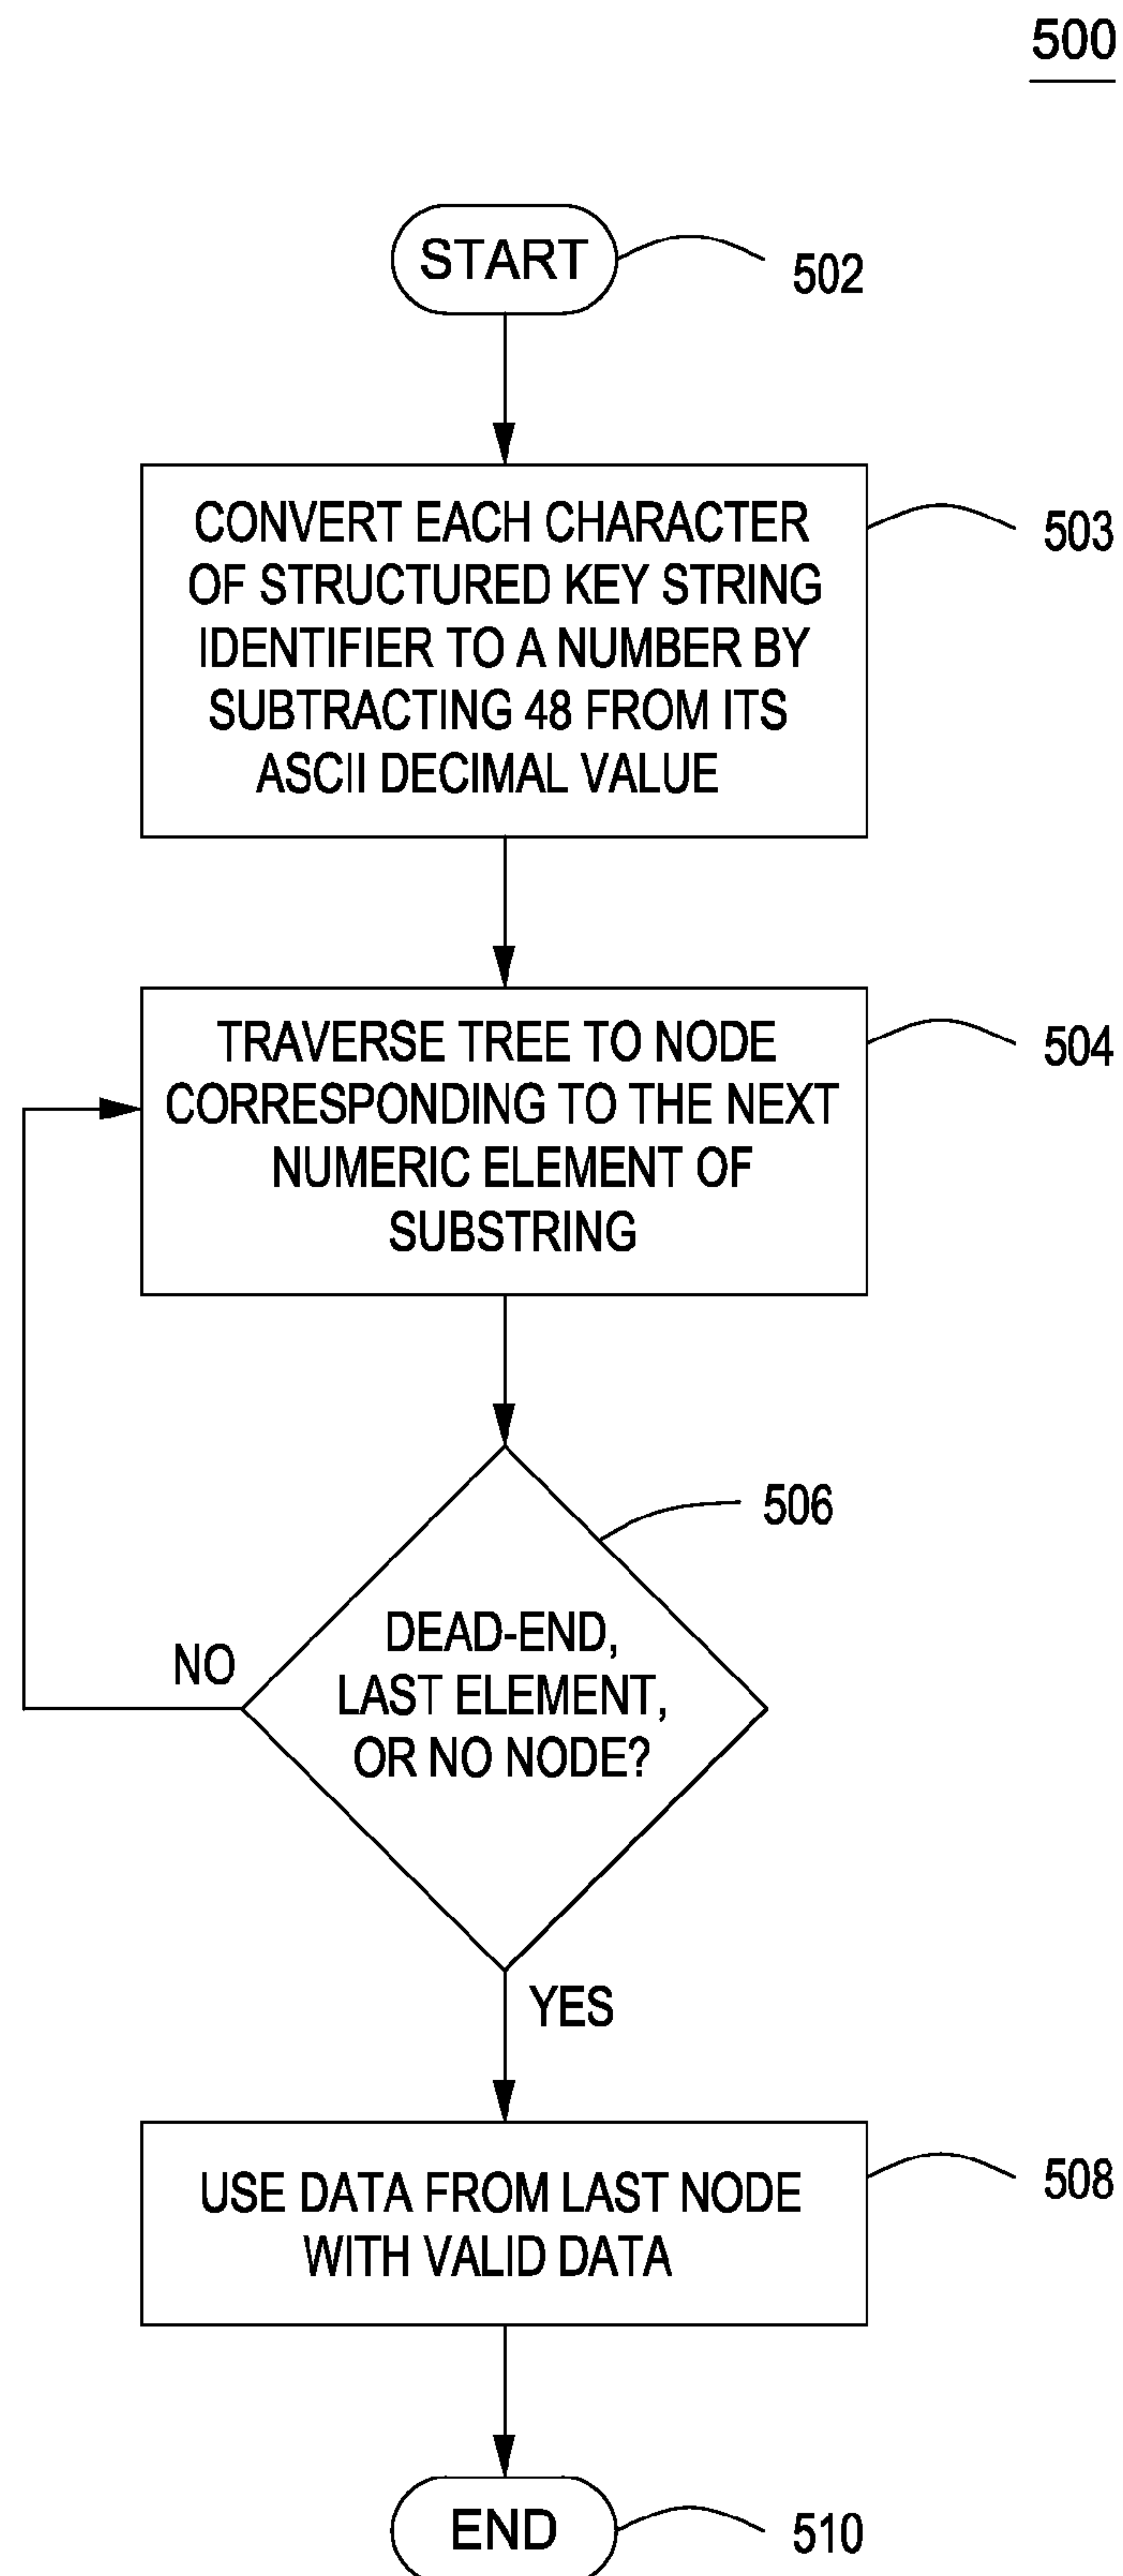 500
START
502
CONVERT EACH CHARACTER
OF STRUCTURED KEY STRING
IDENTIFIER TO A NUMBER BY
SUBTRACTING 48 FROM ITS
ASCII DECIMAL VALUE
503
TRAVERSE TREE TO NODE
CORRESPONDING TO THE NEXT
NUMERIC ELEMENT OF
SUBSTRING
504
506
DEAD-END,
LAST ELEMENT,
OR NO NODE?
NO
YES
USE DATA FROM LAST NODE
WITH VALID DATA
508
END
510